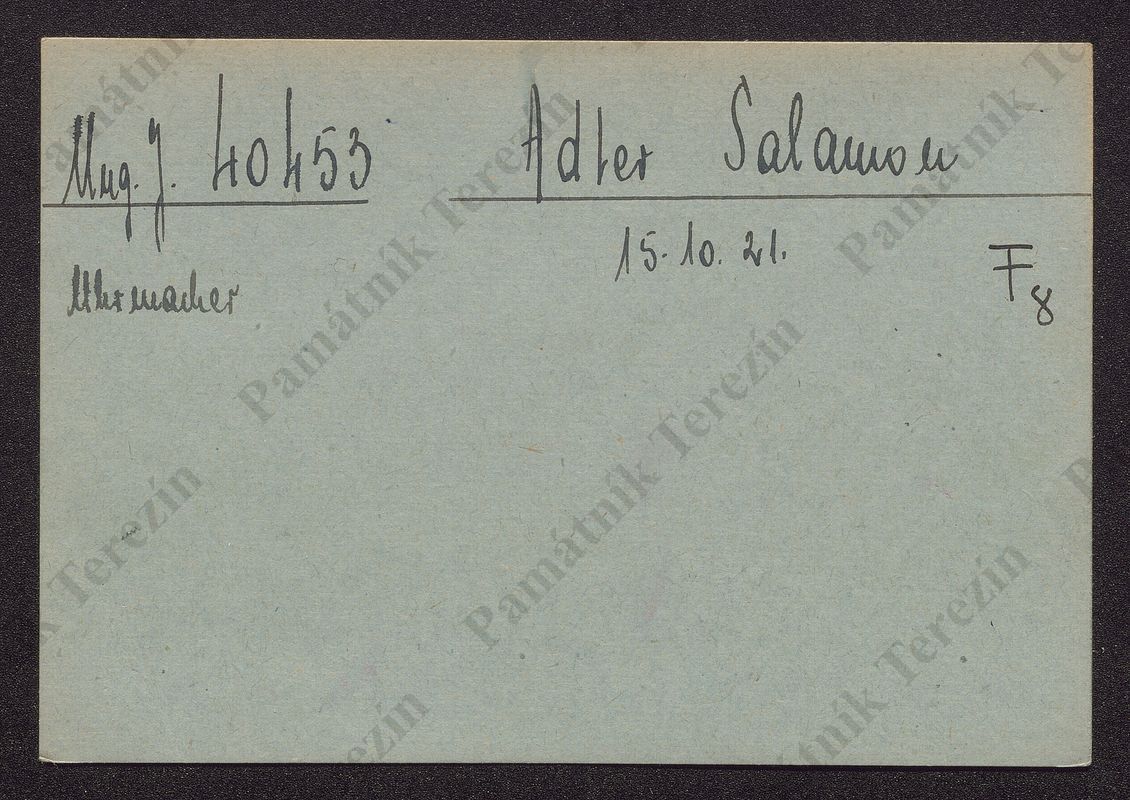 Ung. J. 40453 Adler Salamon
15. 10. 21.
Uhrmacher
F8
Památník Terezín